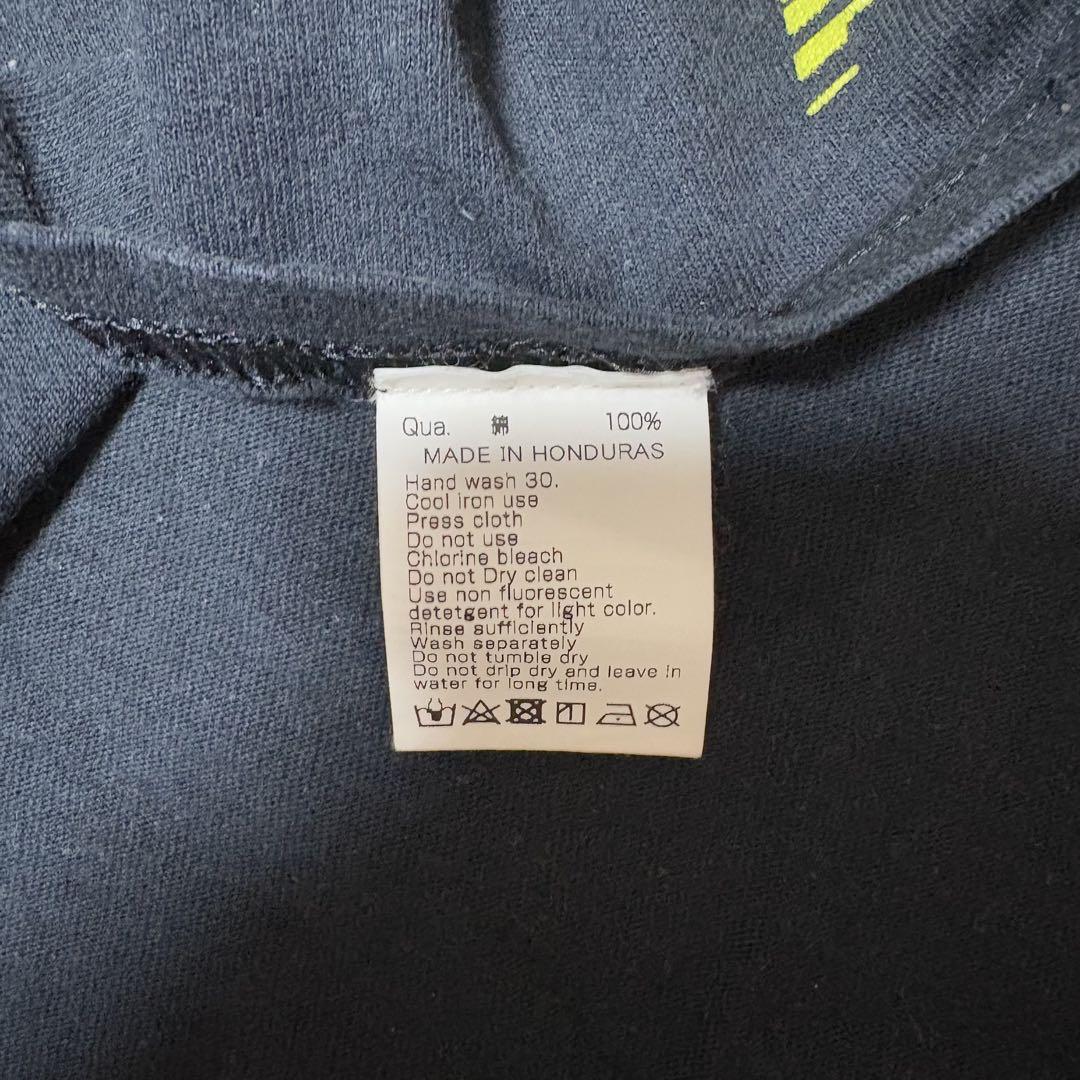 Qua. 綿 100%
MADE IN HONDURAS
Hand wash 30.
Cool iron use
Press cloth
Do not use
Chlorine bleach
Do not Dry clean
Use non fluorescent
detetgent for light color.
Rinse sufficiently
Wash separately
Do not tumble dry
Do not drip dry and leave in
water for long time.